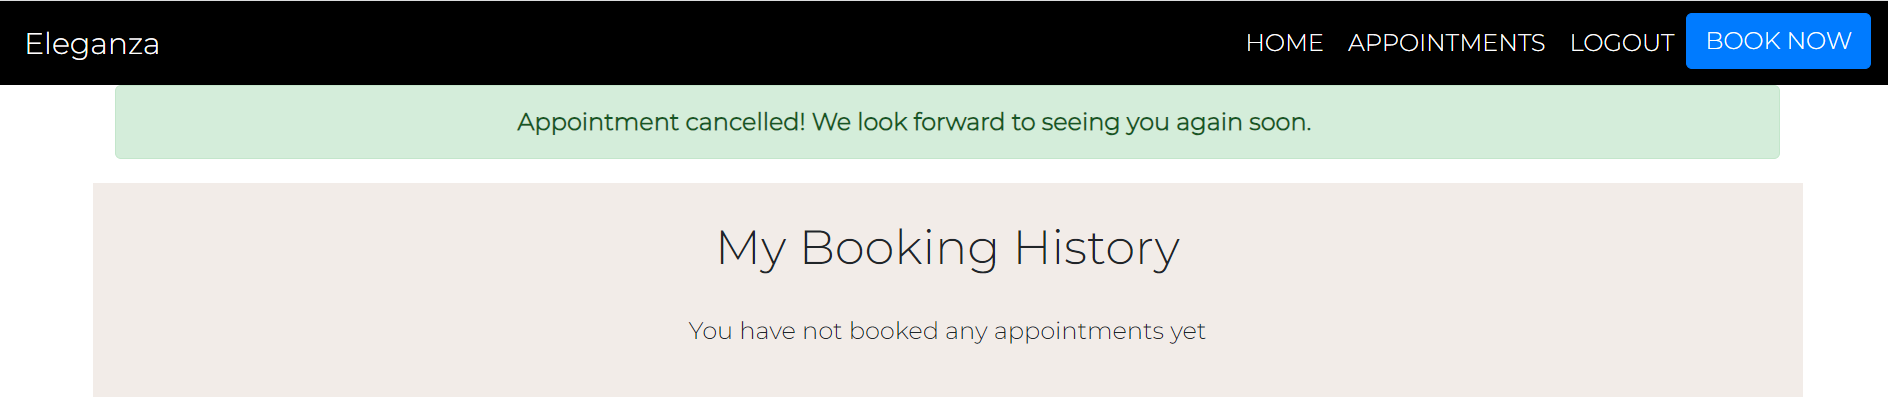 Eleganza
HOME APPOINTMENTS LOGOUT BOOK NOW
Appointment cancelled! We look forward to seeing you again soon.
My Booking History
You have not booked any appointments yet